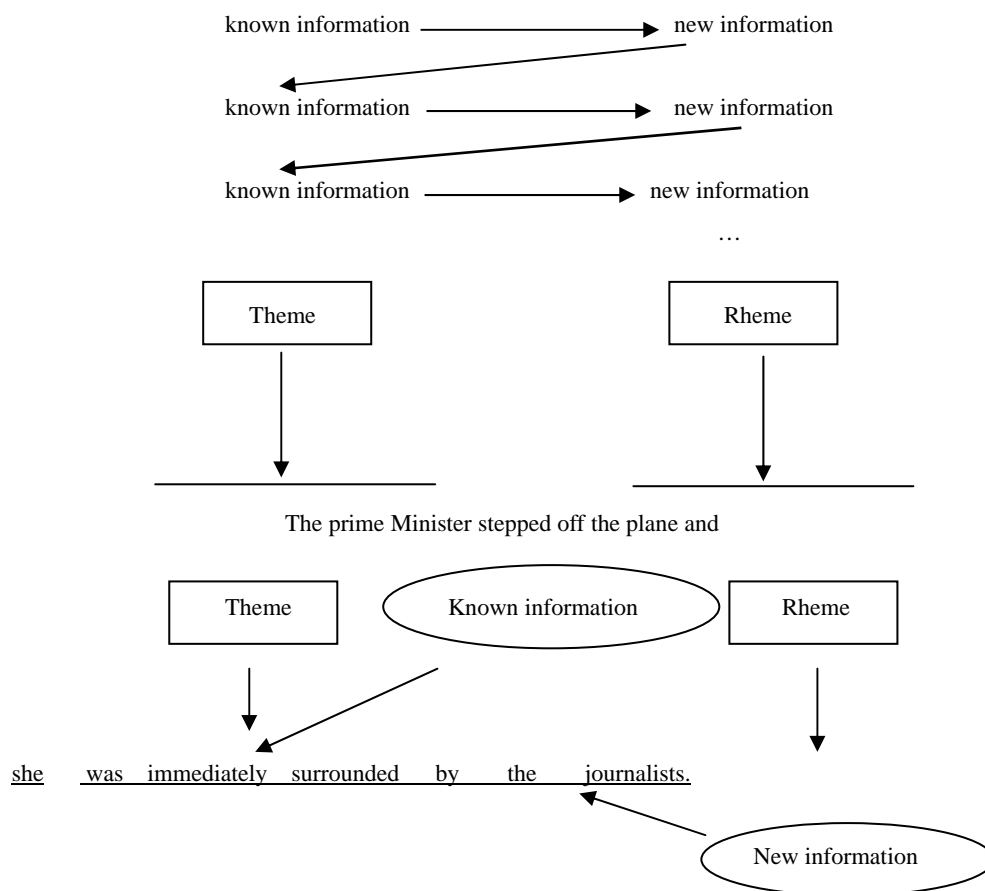 known information new information
known information new information
known information new information
…
Theme Rheme
The prime Minister stepped off the plane and
Theme Known information Rheme
she was immediately surrounded by the journalists.
New information